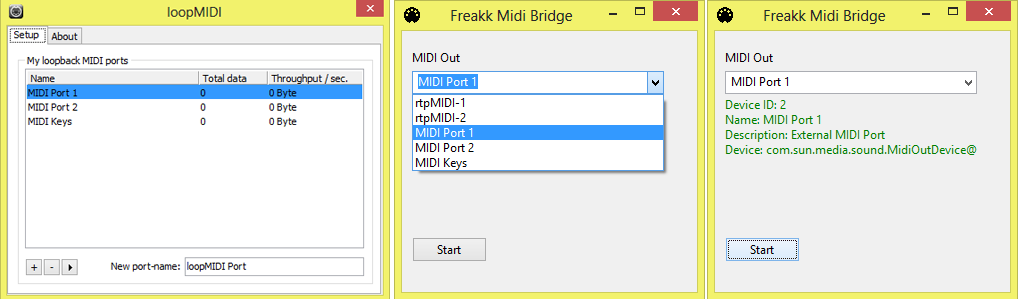 loopMIDI
Setup About
My loopback MIDI ports
Name Total data Throughput / sec.
MIDI Port 1 0 0 Byte
MIDI Port 2 0 0 Byte
MIDI Keys 0 0 Byte
+ - New port-name: loopMIDI Port
Freakk Midi Bridge
MIDI Out
MIDI Port 1
rtpMIDI-1
rtpMIDI-2
MIDI Port 1
MIDI Port 2
MIDI Keys
Start
Freakk Midi Bridge
MIDI Out
MIDI Port 1
Device ID: 2
Name: MIDI Port 1
Description: External MIDI Port
Device: com.sun.media.sound.MidiOutDevice@
Start